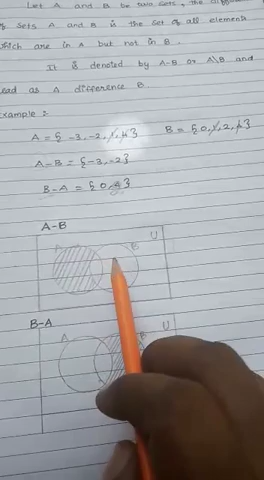 Let A and B be two sets, the
of sets A and B is the set of all elements
which are in A but not in B.
It is denoted by A-B or A\B and
read as A difference B
Example :
A = { -3, -2, 1, 4 } B = { 0, 1, 2, 4 }
A-B = { -3, -2 }
B-A = { 0, 4 }
A-B
U
A B
B-A
U
A B